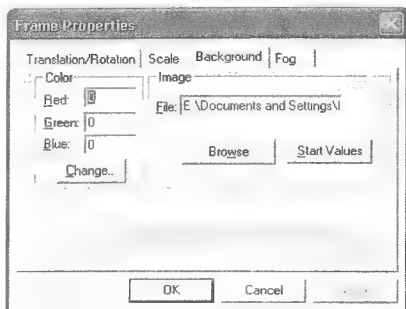 Frame Properties
Translation/Rotation Scale Background Fog
Color Image
Red: 0
File: E \Documents and Settings\I
Green: 0
Blue: 0
Browse Start Values
Change..
OK Cancel